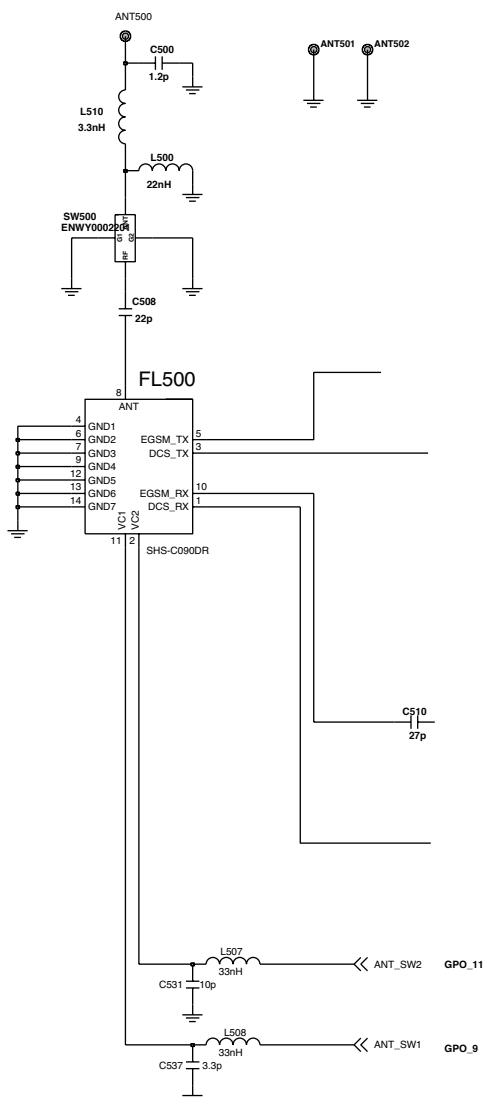 ANT500
C500
1.2p
ANT501
ANT502
L510
3.3nH
L500
22nH
SW500
ENWY0002201
ANT
G1
G2
RF
C508
22p
FL500
8
ANT
4 GND1
6 GND2
7 GND3
9 GND4
12 GND5
13 GND6
14 GND7
EGSM_TX 5
DCS_TX 3
EGSM_RX 10
DCS_RX 1
VC1
VC2
11 2
SHS-C090DR
C510
27p
L507
33nH
ANT_SW2 GPO_11
C531 10p
L508
33nH
ANT_SW1 GPO_9
C537 3.3p